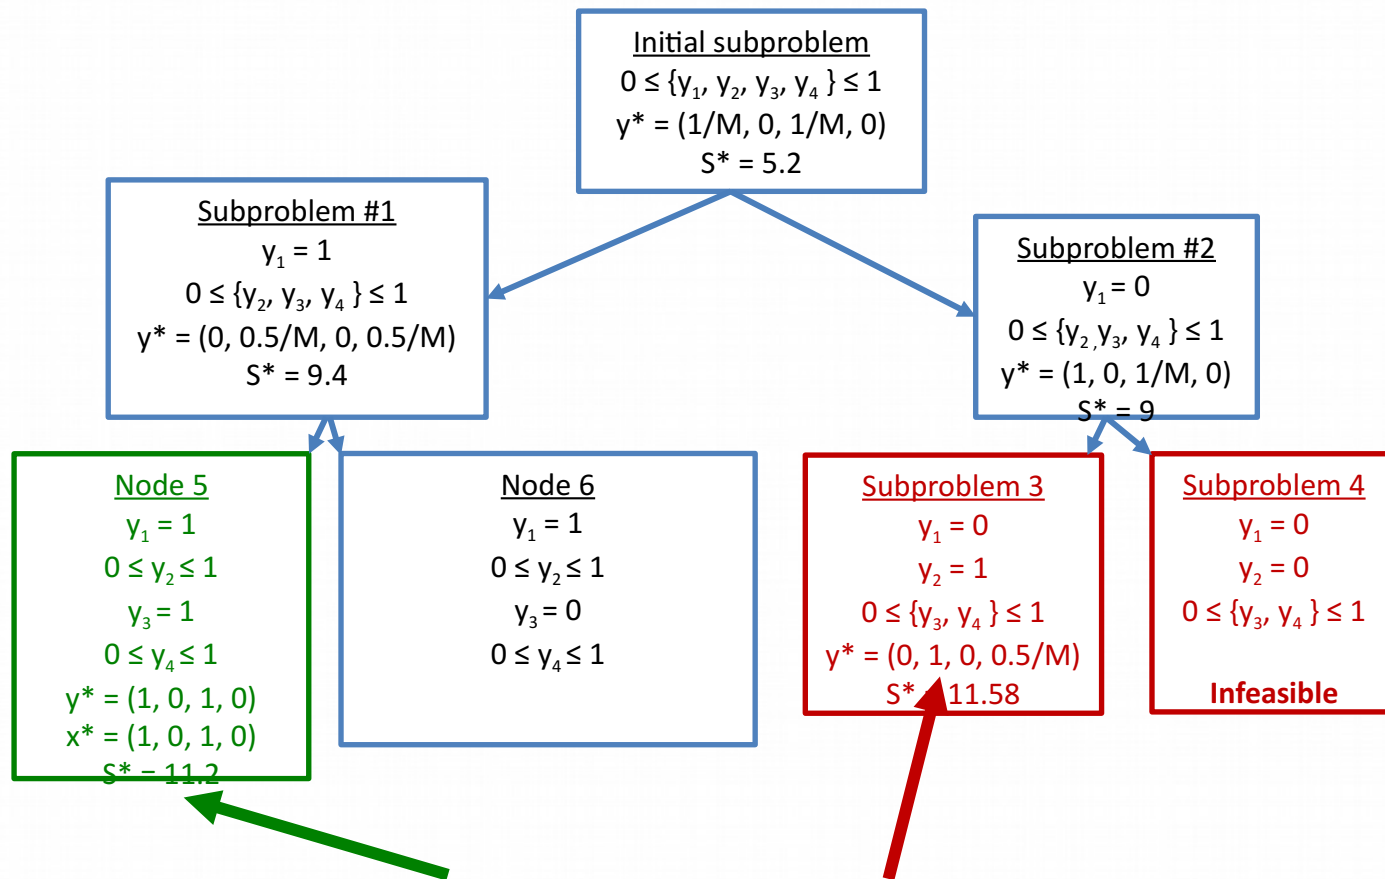 Initial subproblem
0 ≤ {y₁, y₂, y₃, y₄ } ≤ 1
y* = (1/M, 0, 1/M, 0)
S* = 5.2
Subproblem #1
y₁ = 1
0 ≤ {y₂, y₃, y₄ } ≤ 1
y* = (0, 0.5/M, 0, 0.5/M)
S* = 9.4
Subproblem #2
y₁ = 0
0 ≤ {y₂,y₃, y₄ } ≤ 1
y* = (1, 0, 1/M, 0)
S* = 9
Node 5
y₁ = 1
0 ≤ y₂ ≤ 1
y₃ = 1
0 ≤ y₄ ≤ 1
y* = (1, 0, 1, 0)
x* = (1, 0, 1, 0)
S* = 11.2
Node 6
y₁ = 1
0 ≤ y₂ ≤ 1
y₃ = 0
0 ≤ y₄ ≤ 1
Subproblem 3
y₁ = 0
y₂ = 1
0 ≤ {y₃, y₄ } ≤ 1
y* = (0, 1, 0, 0.5/M)
S* = 11.58
Subproblem 4
y₁ = 0
y₂ = 0
0 ≤ {y₃, y₄ } ≤ 1
Infeasible